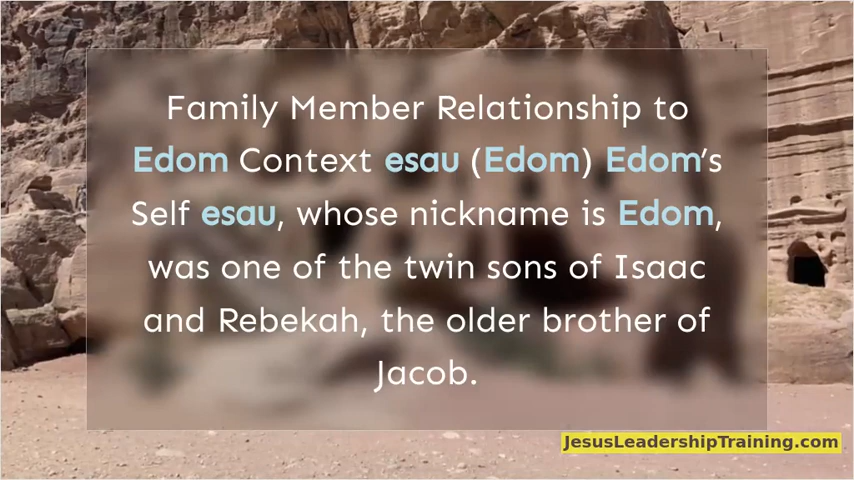 Family Member Relationship to
Edom Context esau (Edom) Edom’s
Self esau, whose nickname is Edom,
was one of the twin sons of Isaac
and Rebekah, the older brother of
Jacob.
JesusLeadershipTraining.com